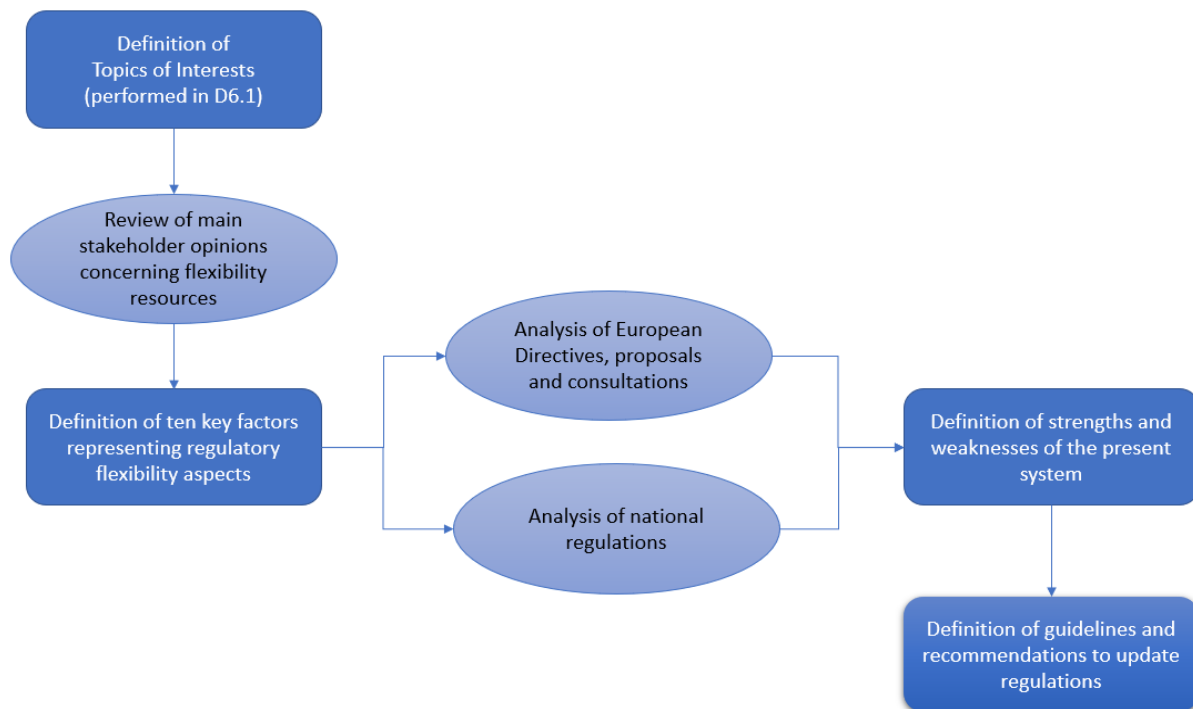 Definition of
Topics of Interests
(performed in D6.1)
Review of main
stakeholder opinions
concerning flexibility
resources
Definition of ten key factors
representing regulatory
flexibility aspects
Analysis of European
Directives, proposals
and consultations
Analysis of national
regulations
Definition of strengths and
weaknesses of the present
system
Definition of guidelines and
recommendations to update
regulations